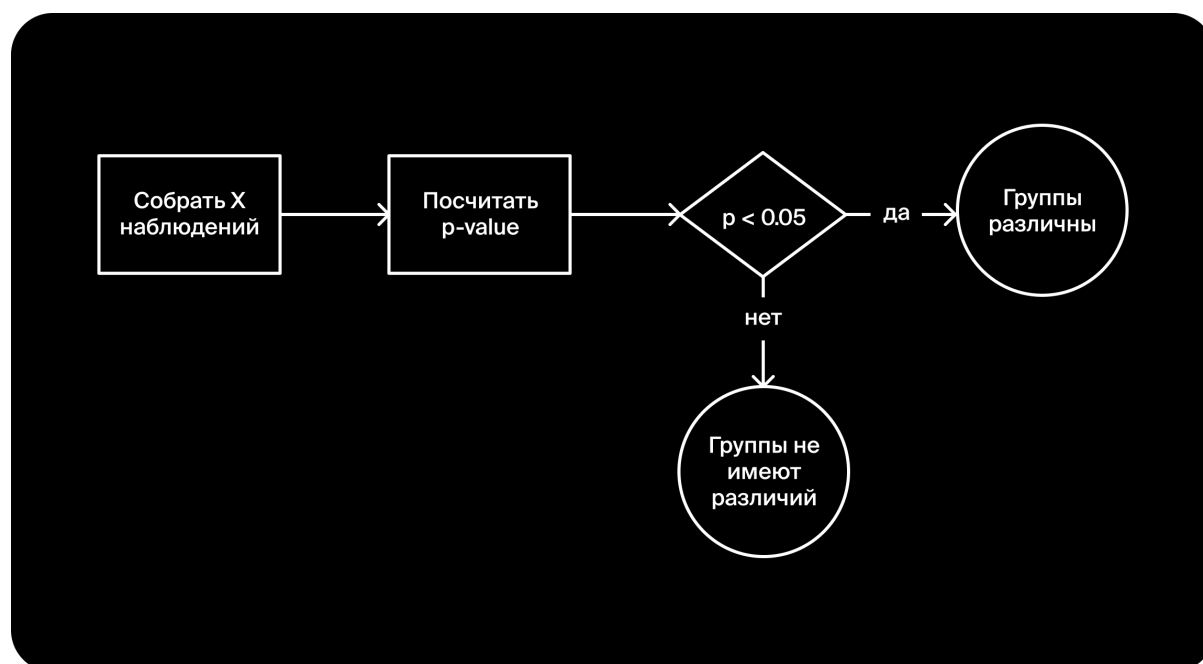 Собрать X
наблюдений
Посчитать
p-value
p < 0.05
да
Группы
различны
нет
Группы не
имеют
различий